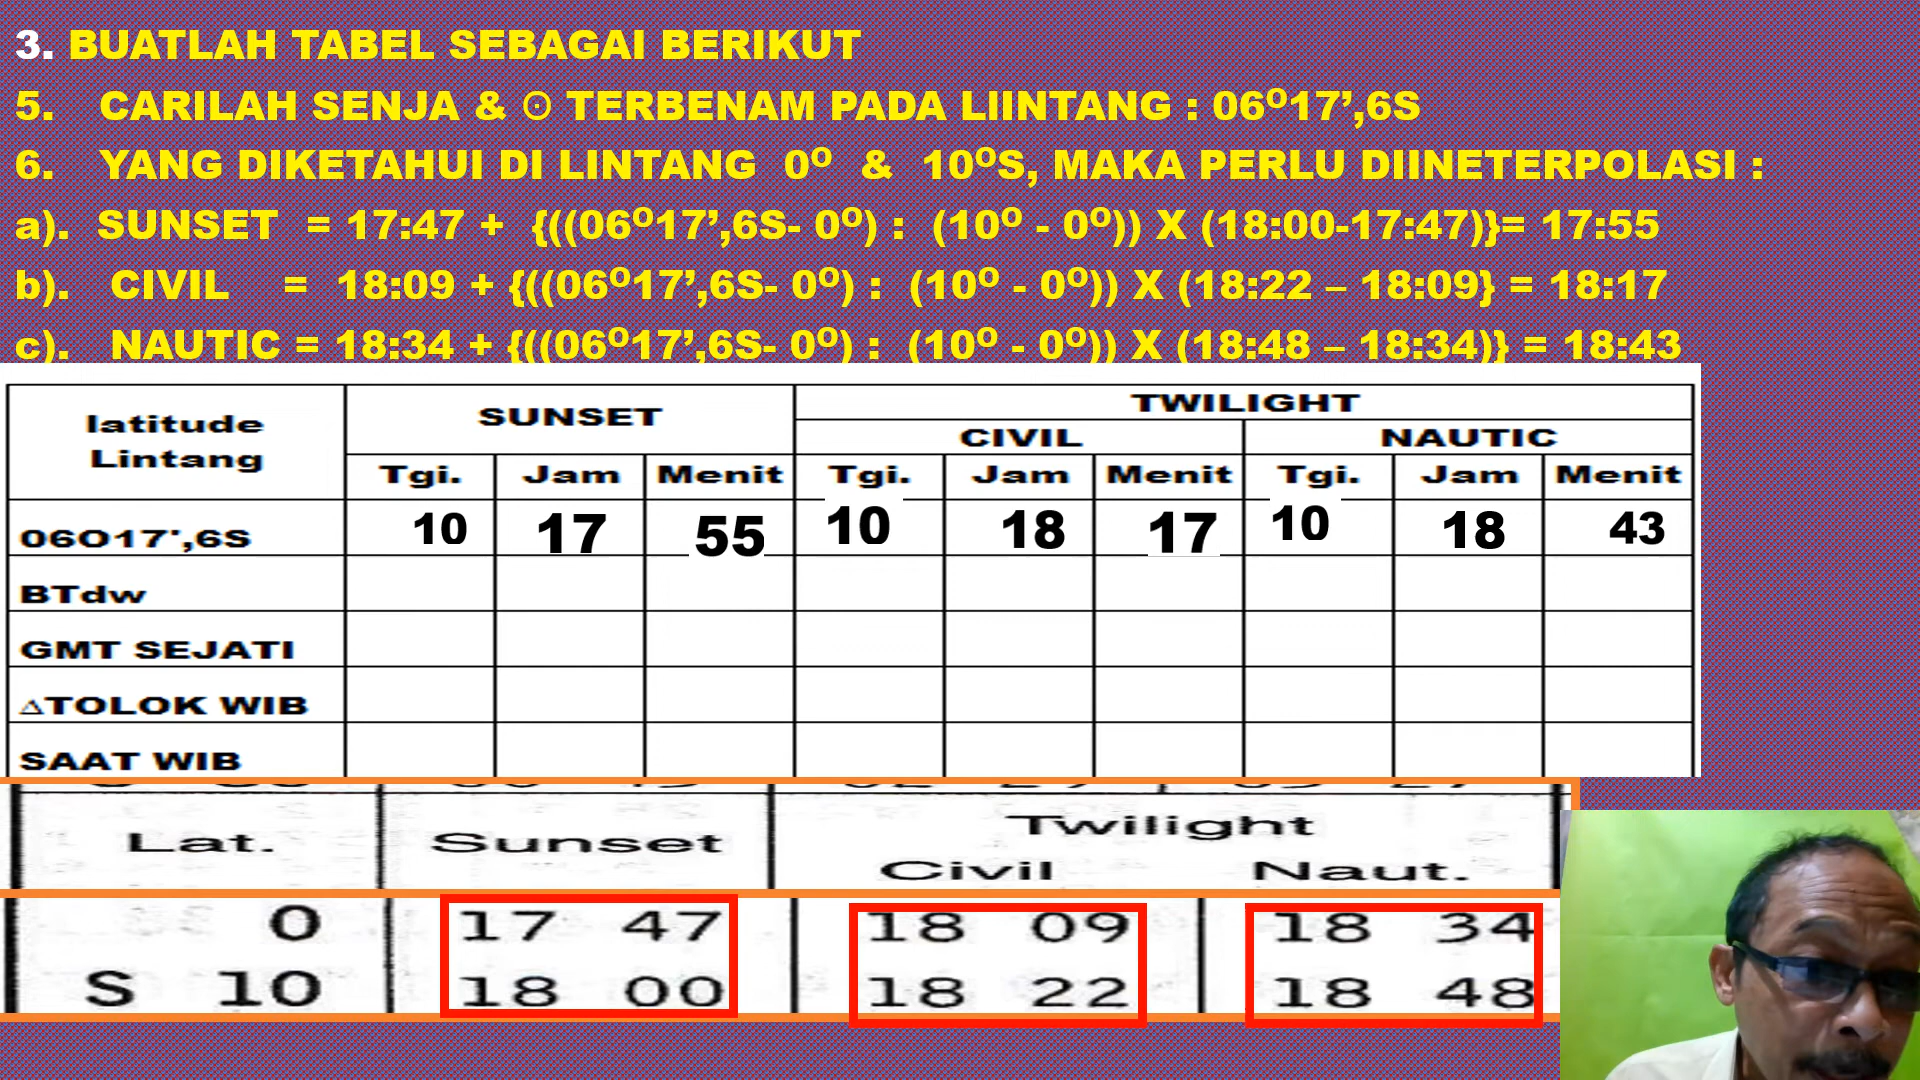 3. BUATLAH TABEL SEBAGAI BERIKUT
5. CARILAH SENJA & ʘ TERBENAM PADA LIINTANG : 06O17’,6S
6. YANG DIKETAHUI DI LINTANG 0O & 10OS, MAKA PERLU DIINETERPOLASI :
a). SUNSET = 17:47 + {((06O17’,6S- 0O) : (10O - 0O)) X (18:00-17:47)}= 17:55
b). CIVIL = 18:09 + {((06O17’,6S- 0O) : (10O - 0O)) X (18:22 – 18:09} = 18:17
c). NAUTIC = 18:34 + {((06O17’,6S- 0O) : (10O - 0O)) X (18:48 – 18:34)} = 18:43
latitude Lintang SUNSET TWILIGHT
CIVIL NAUTIC
Tgi. Jam Menit Tgi. Jam Menit Tgi. Jam Menit
06O17',6S 10 17 55 10 18 17 10 18 43
BTdw
GMT SEJATI
△TOLOK WIB
SAAT WIB
Lat. Sunset Twilight
Civil Naut.
0 17 47 18 09 18 34
S 10 18 00 18 22 18 48